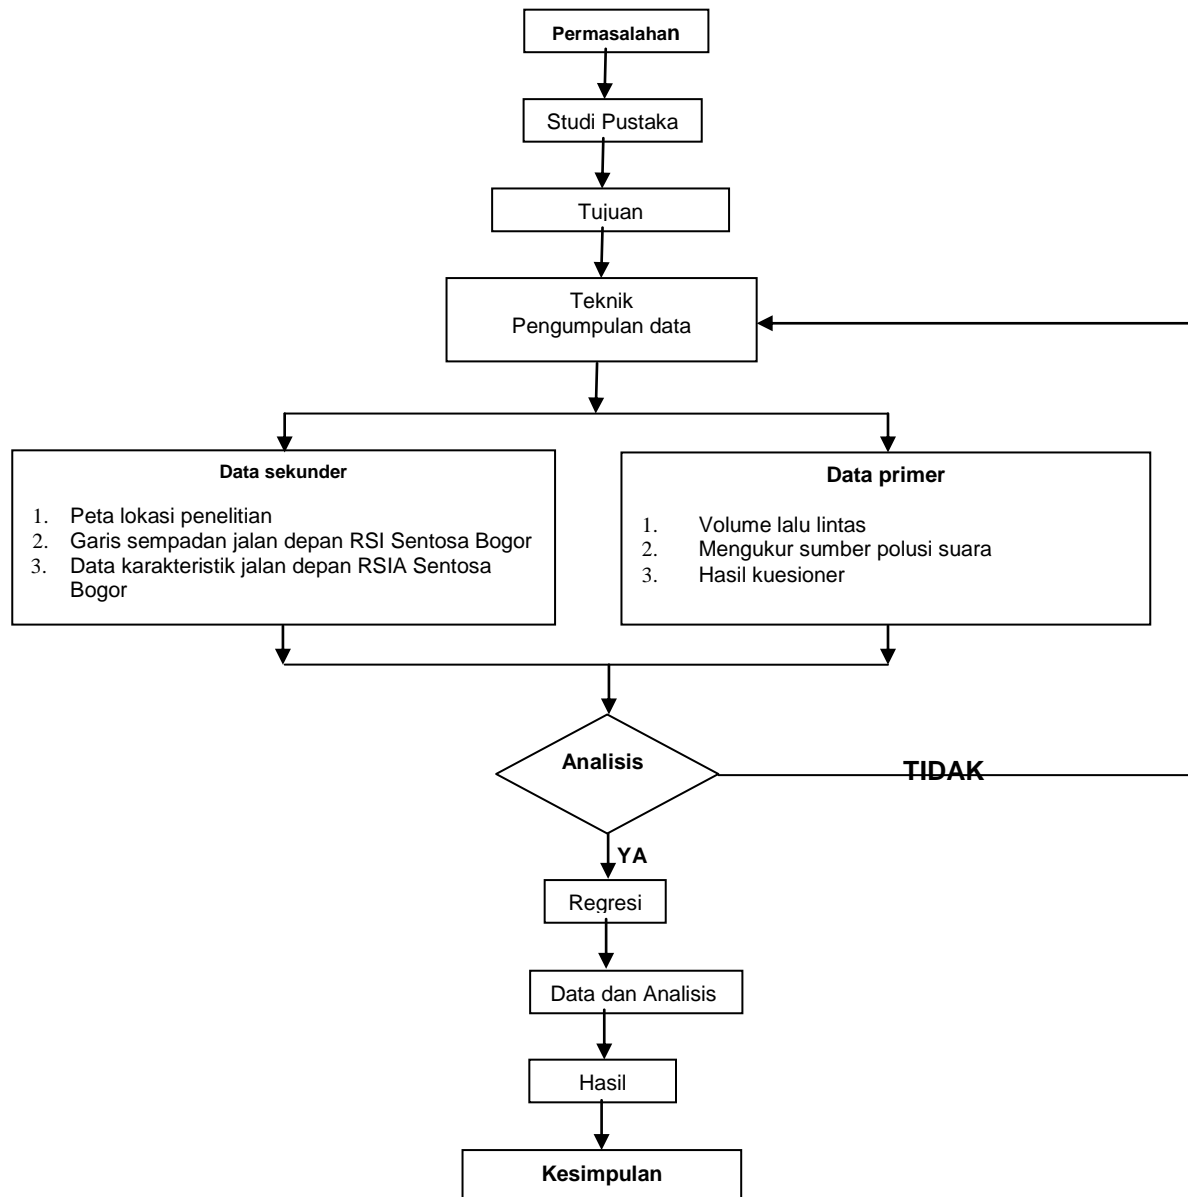 Permasalahan
Studi Pustaka
Tujuan
Teknik
Pengumpulan data
Data sekunder
1. Peta lokasi penelitian
2. Garis sempadan jalan depan RSI Sentosa Bogor
3. Data karakteristik jalan depan RSIA Sentosa
Bogor
Data primer
1. Volume lalu lintas
2. Mengukur sumber polusi suara
3. Hasil kuesioner
Analisis
TIDAK
YA
Regresi
Data dan Analisis
Hasil
Kesimpulan